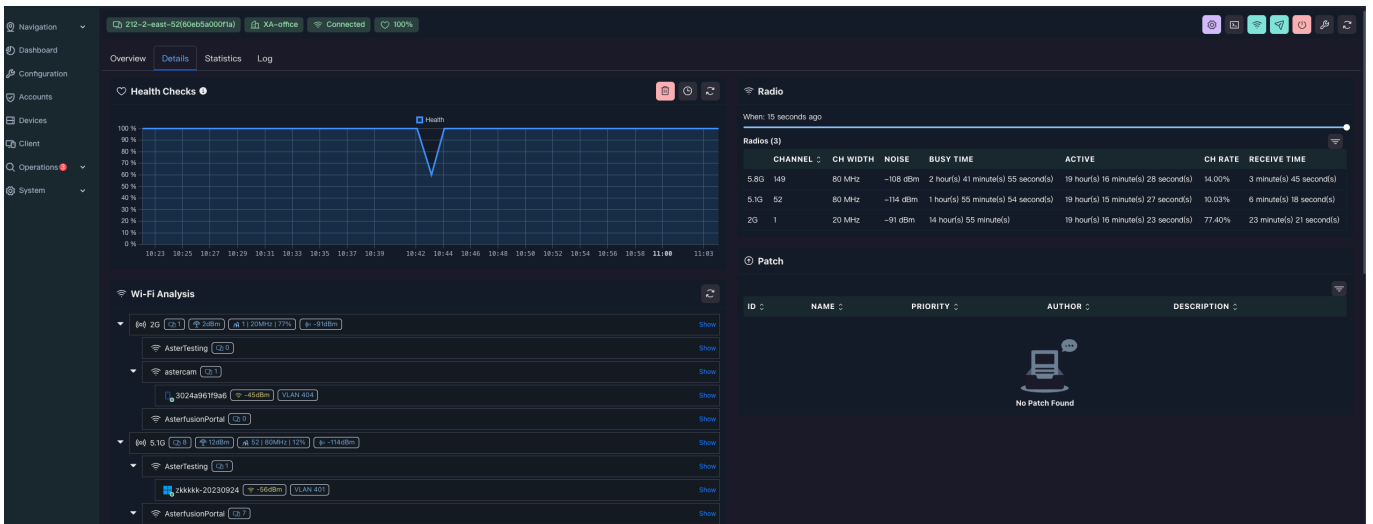 Navigation
Dashboard
Configuration
Accounts
Devices
Client
Operations 3
System
212-2-east-52(60eb5a000f1a) XA-office Connected 100%
Overview Details Statistics Log
Health Checks
Health
100 %
90 %
80 %
70 %
60 %
50 %
40 %
30 %
20 %
10 %
0 %
10:23 10:25 10:27 10:29 10:31 10:33 10:35 10:37 10:39 10:42 10:44 10:46 10:48 10:50 10:52 10:54 10:56 10:58 11:00 11:03
Wi-Fi Analysis
2G 1 2dBm 1 | 20MHz | 77% -91dBm Show
AsterTesting 0 Show
astercam 1 Show
3024a961f9a6 -45dBm VLAN 404 Show
AsterfusionPortal 0 Show
5.1G 8 12dBm 52 | 80MHz | 12% -114dBm Show
AsterTesting 1 Show
zkkkkk-20230924 -56dBm VLAN 401 Show
AsterfusionPortal 7 Show
Radio
When: 15 seconds ago
Radios (3)
CHANNEL CH WIDTH NOISE BUSY TIME ACTIVE CH RATE RECEIVE TIME
5.8G 149 80 MHz -108 dBm 2 hour(s) 41 minute(s) 55 second(s) 19 hour(s) 16 minute(s) 28 second(s) 14.00% 3 minute(s) 45 second(s)
5.1G 52 80 MHz -114 dBm 1 hour(s) 55 minute(s) 54 second(s) 19 hour(s) 15 minute(s) 27 second(s) 10.03% 6 minute(s) 18 second(s)
2G 1 20 MHz -91 dBm 14 hour(s) 55 minute(s) 19 hour(s) 16 minute(s) 23 second(s) 77.40% 23 minute(s) 21 second(s)
Patch
ID NAME PRIORITY AUTHOR DESCRIPTION
No Patch Found